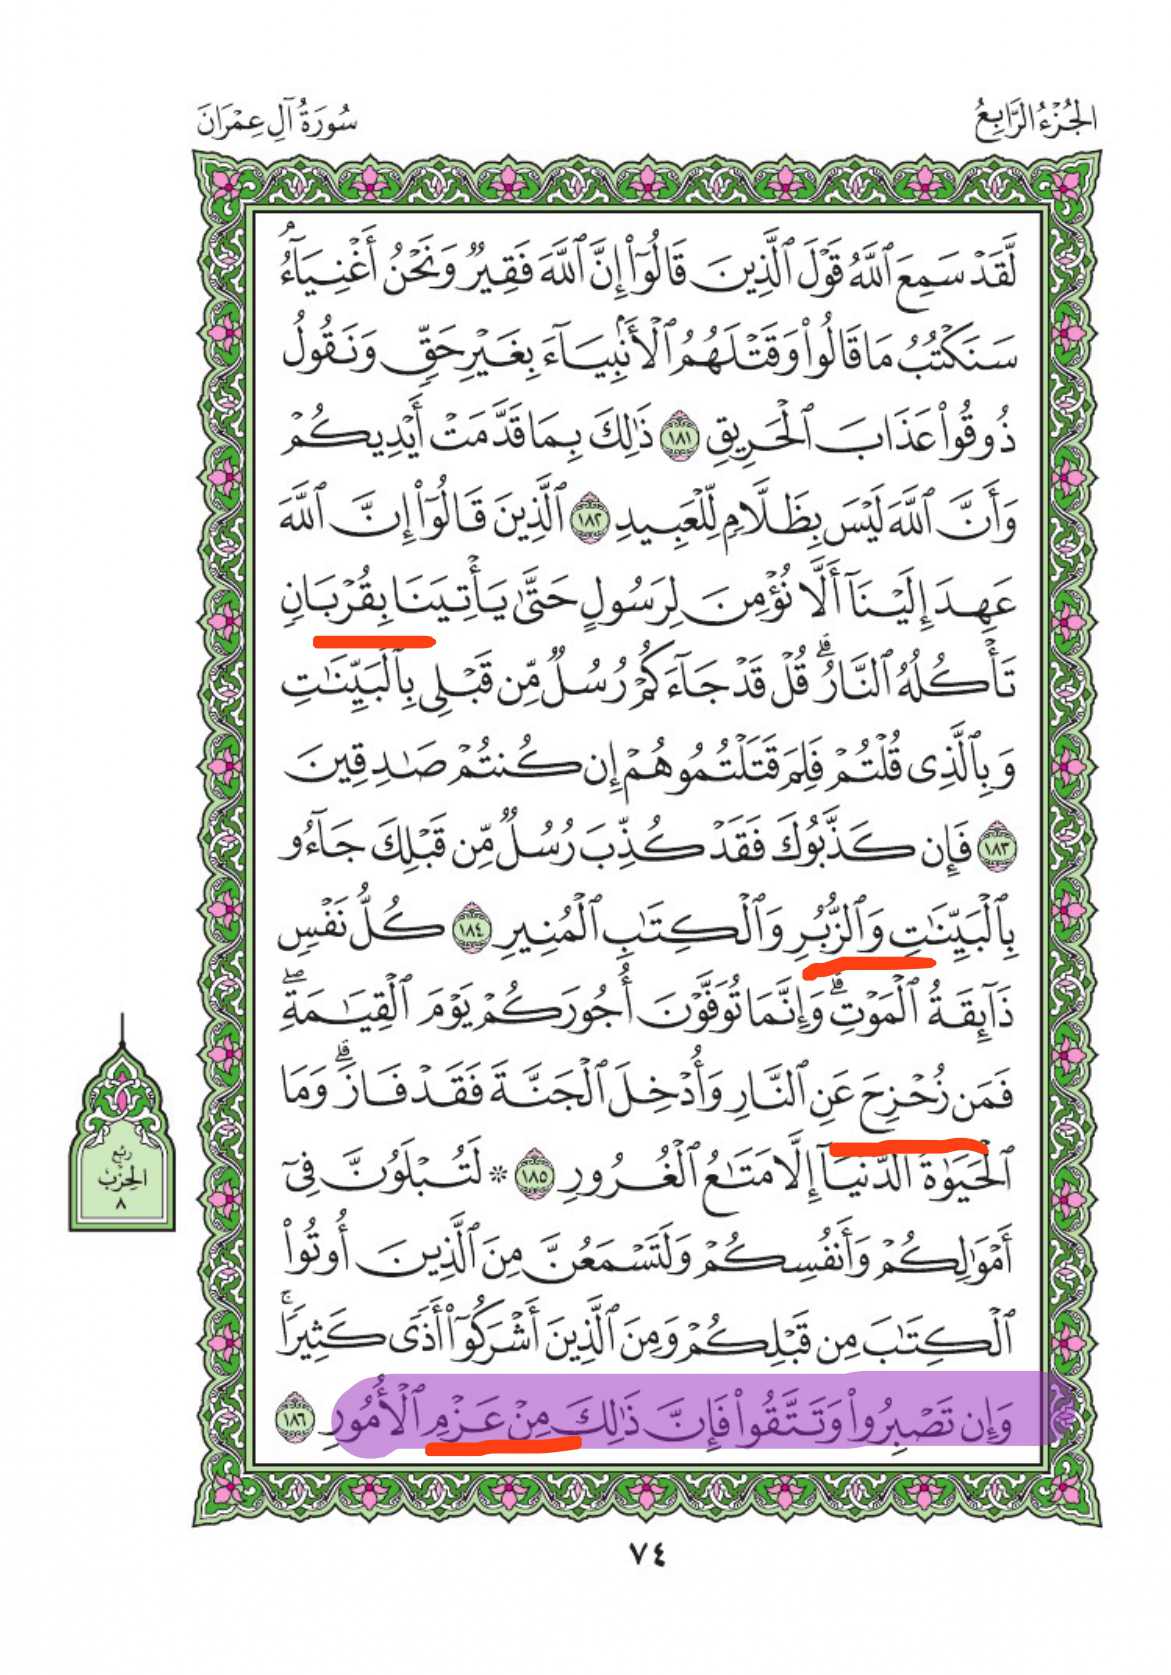 الجُزْءُ الرَّابِعُ
سُورَةُ آلِ عِمْرَانَ
لَّقَدْ سَمِعَ ٱللَّهُ قَوْلَ ٱلَّذِينَ قَالُوٓا۟ إِنَّ ٱللَّهَ فَقِيرٌ وَنَحْنُ أَغْنِيَآءُ ۘ
سَنَكْتُبُ مَا قَالُوا۟ وَقَتْلَهُمُ ٱلْأَنۢبِيَآءَ بِغَيْرِ حَقٍّ وَنَقُولُ
ذُوقُوا۟ عَذَابَ ٱلْحَرِيقِ ١٨١ ذَٰلِكَ بِمَا قَدَّمَتْ أَيْدِيكُمْ
وَأَنَّ ٱللَّهَ لَيْسَ بِظَلَّامٍ لِّلْعَبِيدِ ١٨٢ ٱلَّذِينَ قَالُوٓا۟ إِنَّ ٱللَّهَ
عَهِدَ إِلَيْنَآ أَلَّا نُؤْمِنَ لِرَسُولٍ حَتَّىٰ يَأْتِيَنَا بِقُرْبَانٍ
تَأْكُلُهُ ٱلنَّارُ ۗ قُلْ قَدْ جَآءَكُمْ رُسُلٌ مِّن قَبْلِى بِٱلْبَيِّنَٰتِ
وَبِٱلَّذِى قُلْتُمْ فَلِمَ قَتَلْتُمُوهُمْ إِن كُنتُمْ صَٰدِقِينَ
١٨٣ فَإِن كَذَّبُوكَ فَقَدْ كُذِّبَ رُسُلٌ مِّن قَبْلِكَ جَآءُو
بِٱلْبَيِّنَٰتِ وَٱلزُّبُرِ وَٱلْكِتَٰبِ ٱلْمُنِيرِ ١٨٤ كُلُّ نَفْسٍ
ذَآئِقَةُ ٱلْمَوْتِ ۗ وَإِنَّمَا تُوَفَّوْنَ أُجُورَكُمْ يَوْمَ ٱلْقِيَٰمَةِ ۖ
فَمَن زُحْزِحَ عَنِ ٱلنَّارِ وَأُدْخِلَ ٱلْجَنَّةَ فَقَدْ فَازَ ۗ وَمَا
ٱلْحَيَوٰةُ ٱلدُّنْيَآ إِلَّا مَتَٰعُ ٱلْغُرُورِ ١٨٥ ۞ لَتُبْلَوُنَّ فِىٓ
أَمْوَٰلِكُمْ وَأَنفُسِكُمْ وَلَتَسْمَعُنَّ مِنَ ٱلَّذِينَ أُوتُوا۟
ٱلْكِتَٰبَ مِن قَبْلِكُمْ وَمِنَ ٱلَّذِينَ أَشْرَكُوٓا۟ أَذًى كَثِيرًا ۚ
وَإِن تَصْبِرُوا۟ وَتَتَّقُوا۟ فَإِنَّ ذَٰلِكَ مِنْ عَزْمِ ٱلْأُمُورِ ١٨٦
رُبْع
الحِزْبُ
٨
٧٤